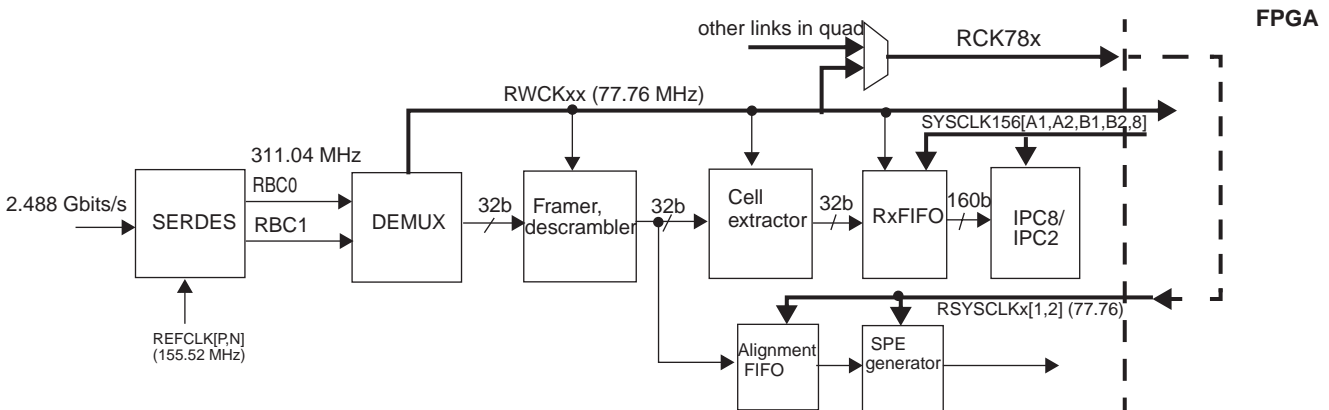 FPGA
other links in quad
RCK78x
RWCKxx (77.76 MHz)
SYSCLK156[A1,A2,B1,B2,8]
311.04 MHz
2.488 Gbits/s
SERDES
RBC0
RBC1
DEMUX
32b
Framer,
descrambler
32b
Cell
extractor
32b
RxFIFO
160b
IPC8/
IPC2
REFCLK[P,N]
(155.52 MHz)
RSYSCLKx[1,2] (77.76)
Alignment
FIFO
SPE
generator